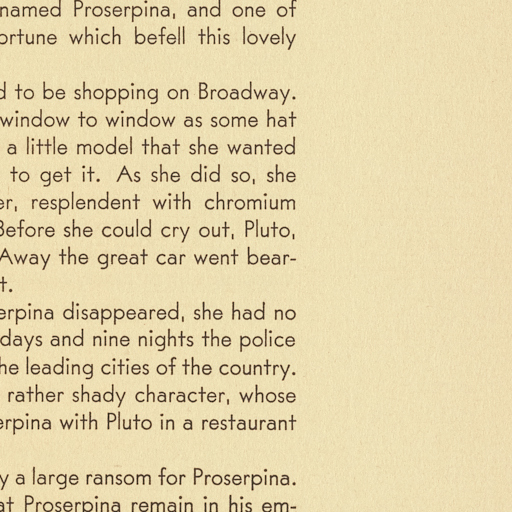 named Proserpina, and one of
ortune which befell this lovely
d to be shopping on Broadway.
window to window as some hat
a little model that she wanted
to get it. As she did so, she
er, resplendent with chromium
Before she could cry out, Pluto,
Away the great car went bear-
t.
erpina disappeared, she had no
days and nine nights the police
he leading cities of the country.
rather shady character, whose
erpina with Pluto in a restaurant
y a large ransom for Proserpina.
at Proserpina remain in his em-